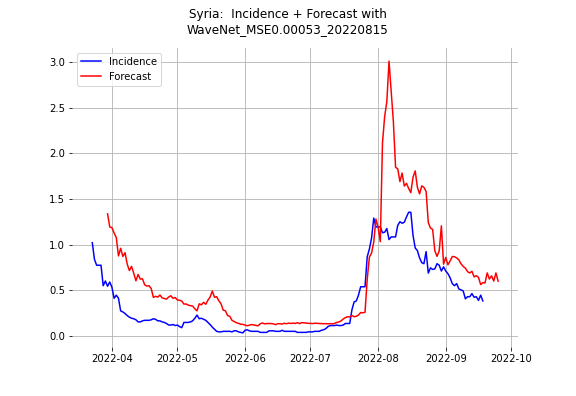 Syria:  Incidence + Forecast with
WaveNet_MSE0.00053_20220815
Incidence
Forecast
3.0
2.5
2.0
1.5
1.0
0.5
0.0
2022-04 2022-05 2022-06 2022-07 2022-08 2022-09 2022-10